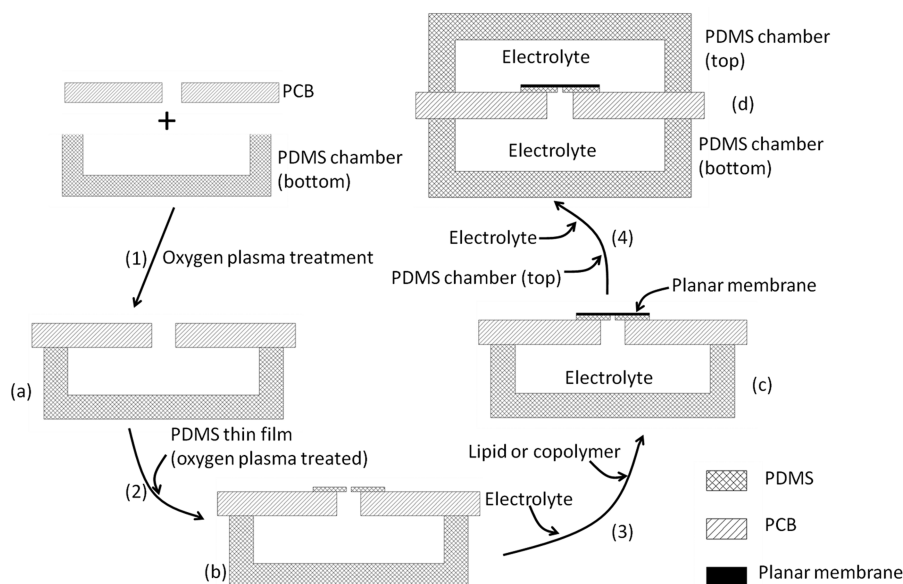 PCB
+
PDMS chamber
(bottom)
(1)
Oxygen plasma treatment
(a)
PDMS thin film
(oxygen plasma treated)
(2)
(b)
Electrolyte
Lipid or copolymer
(3)
Planar membrane
Electrolyte
(c)
Electrolyte
PDMS chamber (top)
(4)
Electrolyte
PDMS chamber
(top)
(d)
Electrolyte
PDMS chamber
(bottom)
PDMS
PCB
Planar membrane